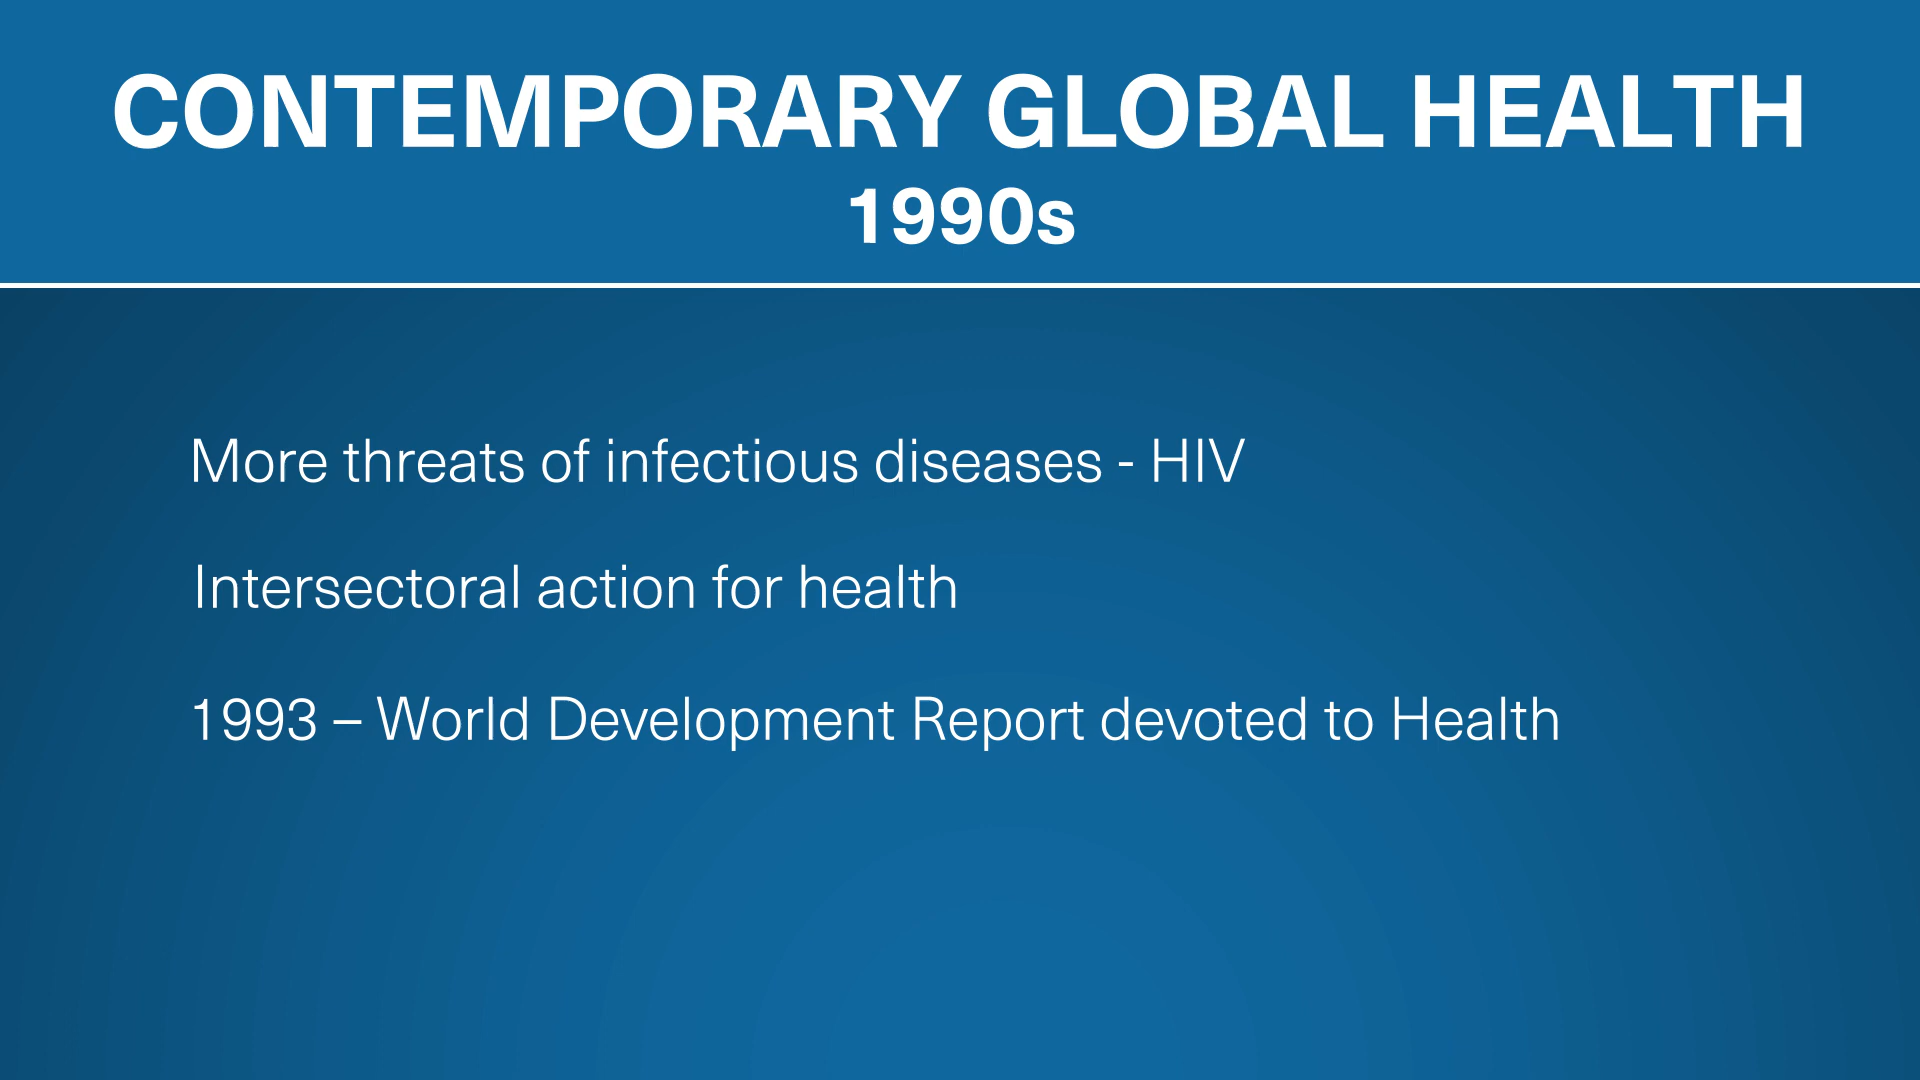 CONTEMPORARY GLOBAL HEALTH
1990s
More threats of infectious diseases - HIV
Intersectoral action for health
1993 – World Development Report devoted to Health